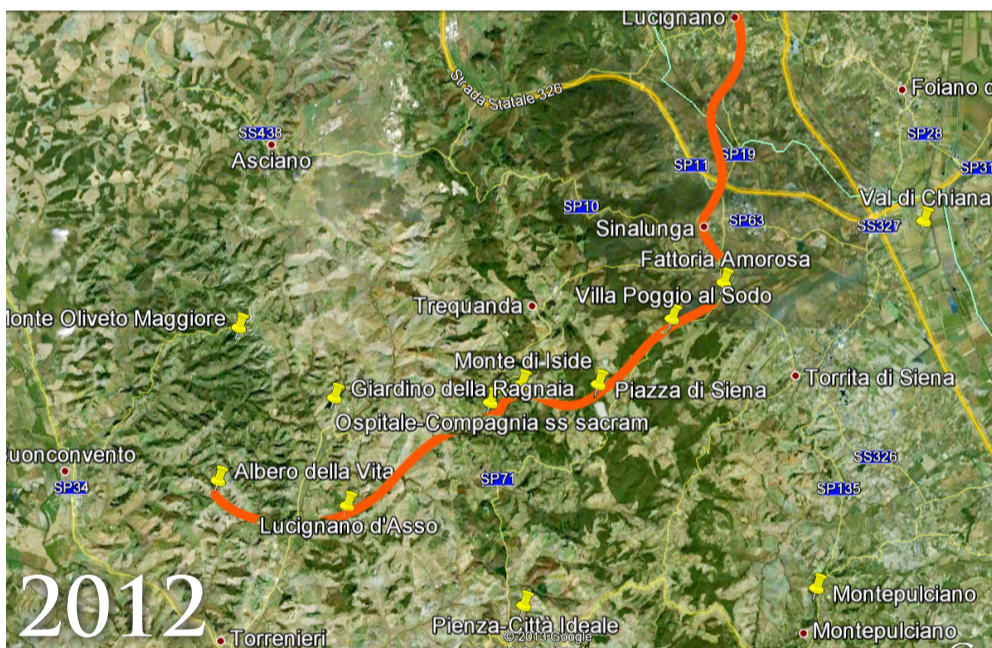 Lucignano
Strada Statale 326
Foiano d
SS438
SP28
Asciano
SP11
SP19
SP31
SP10
Val di Chiana
Sinalunga
SP63
SS327
Fattoria Amorosa
Trequanda
Villa Poggio al Sodo
onte Oliveto Maggiore
Monte di Iside
Giardino della Ragnaia
Piazza di Siena
Torrita di Siena
Ospitale-Compagnia ss sacram
uonconvento
Albero della Vita
SS326
SP34
SP71
SP135
Lucignano d'Asso
2012
Montepulciano
Pienza-Città Ideale
Torrenieri
© 2013 Google
Montepulciano